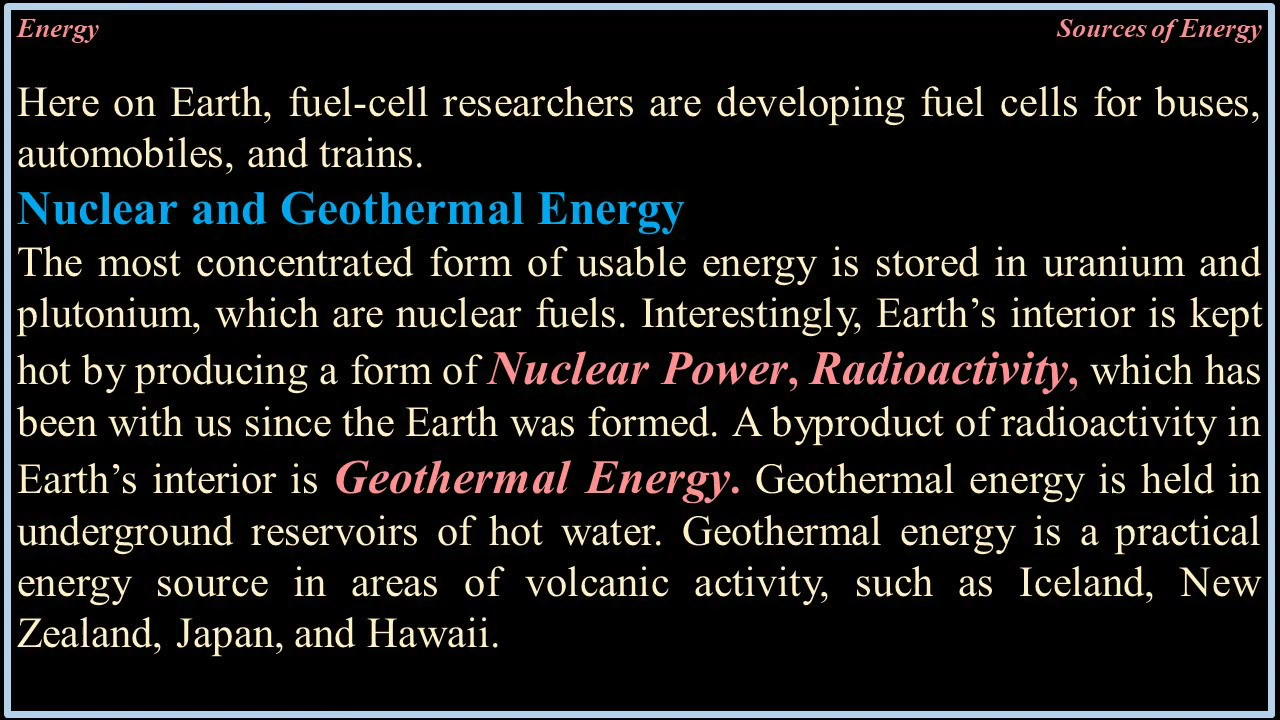 Energy
Sources of Energy
Here on Earth, fuel-cell researchers are developing fuel cells for buses,
automobiles, and trains.
Nuclear and Geothermal Energy
The most concentrated form of usable energy is stored in uranium and
plutonium, which are nuclear fuels. Interestingly, Earth’s interior is kept
hot by producing a form of Nuclear Power, Radioactivity, which has
been with us since the Earth was formed. A byproduct of radioactivity in
Earth’s interior is Geothermal Energy. Geothermal energy is held in
underground reservoirs of hot water. Geothermal energy is a practical
energy source in areas of volcanic activity, such as Iceland, New
Zealand, Japan, and Hawaii.